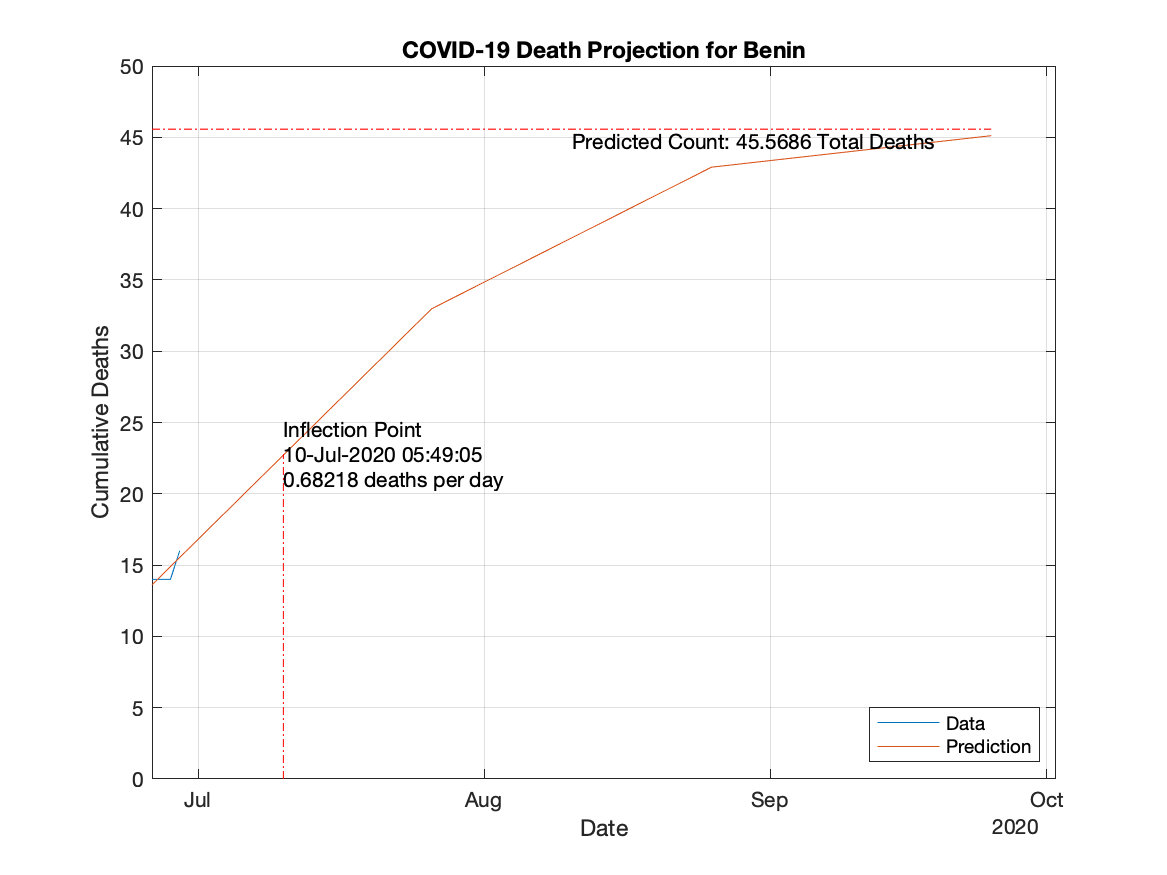 COVID-19 Death Projection for Benin
50
45
40
35
30
25
20
15
10
5
0
Cumulative Deaths
Predicted Count: 45.5686 Total Deaths
Inflection Point
10-Jul-2020 05:49:05
0.68218 deaths per day
Data
Prediction
Jul
Aug
Sep
Oct
Date
2020